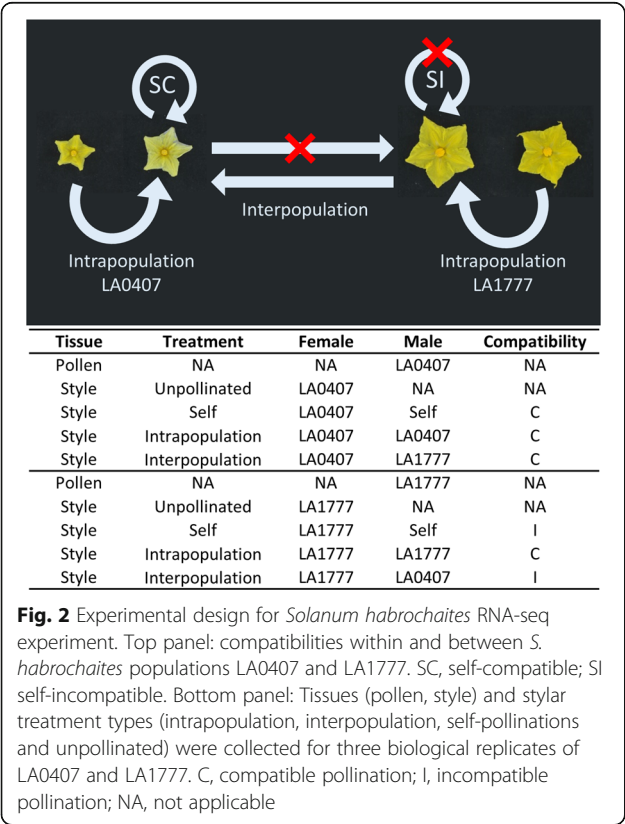 SC
SI
Interpopulation
Intrapopulation
LA0407
Intrapopulation
LA1777
Tissue Treatment Female Male Compatibility
Pollen NA NA LA0407 NA
Style Unpollinated LA0407 NA NA
Style Self LA0407 Self C
Style Intrapopulation LA0407 LA0407 C
Style Interpopulation LA0407 LA1777 C
Pollen NA NA LA1777 NA
Style Unpollinated LA1777 NA NA
Style Self LA1777 Self I
Style Intrapopulation LA1777 LA1777 C
Style Interpopulation LA1777 LA0407 I
Fig. 2 Experimental design for Solanum habrochaites RNA-seq
experiment. Top panel: compatibilities within and between S.
habrochaites populations LA0407 and LA1777. SC, self-compatible; SI
self-incompatible. Bottom panel: Tissues (pollen, style) and stylar
treatment types (intrapopulation, interpopulation, self-pollinations
and unpollinated) were collected for three biological replicates of
LA0407 and LA1777. C, compatible pollination; I, incompatible
pollination; NA, not applicable